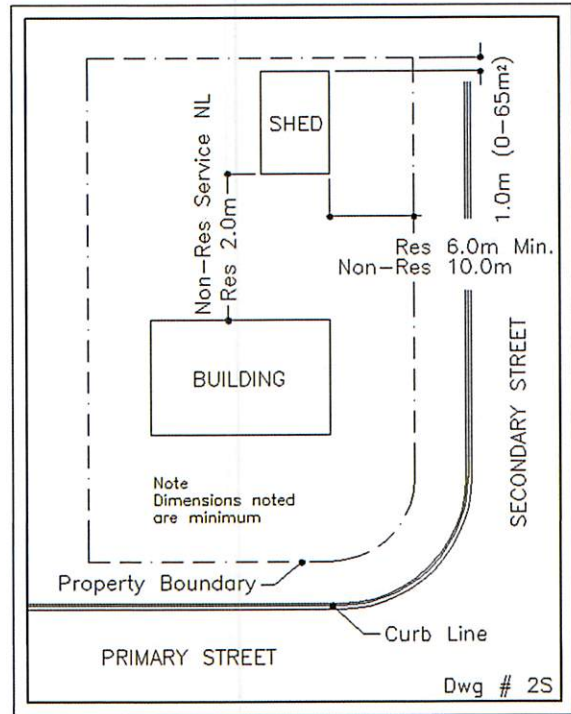 SHED
1.0m (0-65m²)
Non-Res Service NL
Res 2.0m
Res 6.0m Min.
Non-Res 10.0m
BUILDING
SECONDARY STREET
Note
Dimensions noted
are minimum
Property Boundary
Curb Line
PRIMARY STREET
Dwg # 2S